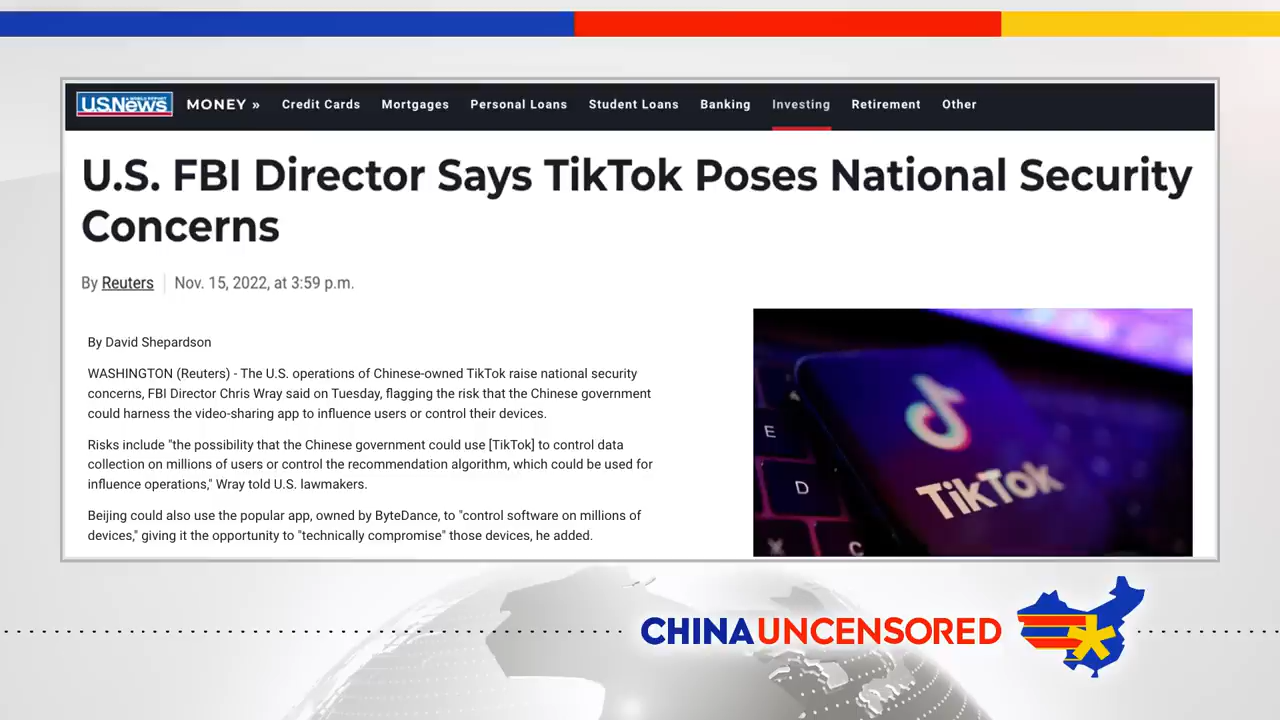 U.S.News
MONEY » Credit Cards Mortgages Personal Loans Student Loans Banking Investing Retirement Other
U.S. FBI Director Says TikTok Poses National Security
Concerns
By Reuters Nov. 15, 2022, at 3:59 p.m.
By David Shepardson
WASHINGTON (Reuters) - The U.S. operations of Chinese-owned TikTok raise national security
concerns, FBI Director Chris Wray said on Tuesday, flagging the risk that the Chinese government
could harness the video-sharing app to influence users or control their devices.
Risks include "the possibility that the Chinese government could use [TikTok] to control data
collection on millions of users or control the recommendation algorithm, which could be used for
influence operations," Wray told U.S. lawmakers.
Beijing could also use the popular app, owned by ByteDance, to "control software on millions of
devices," giving it the opportunity to "technically compromise" those devices, he added.
E
D
X
C
TikTok
CHINA UNCENSORED